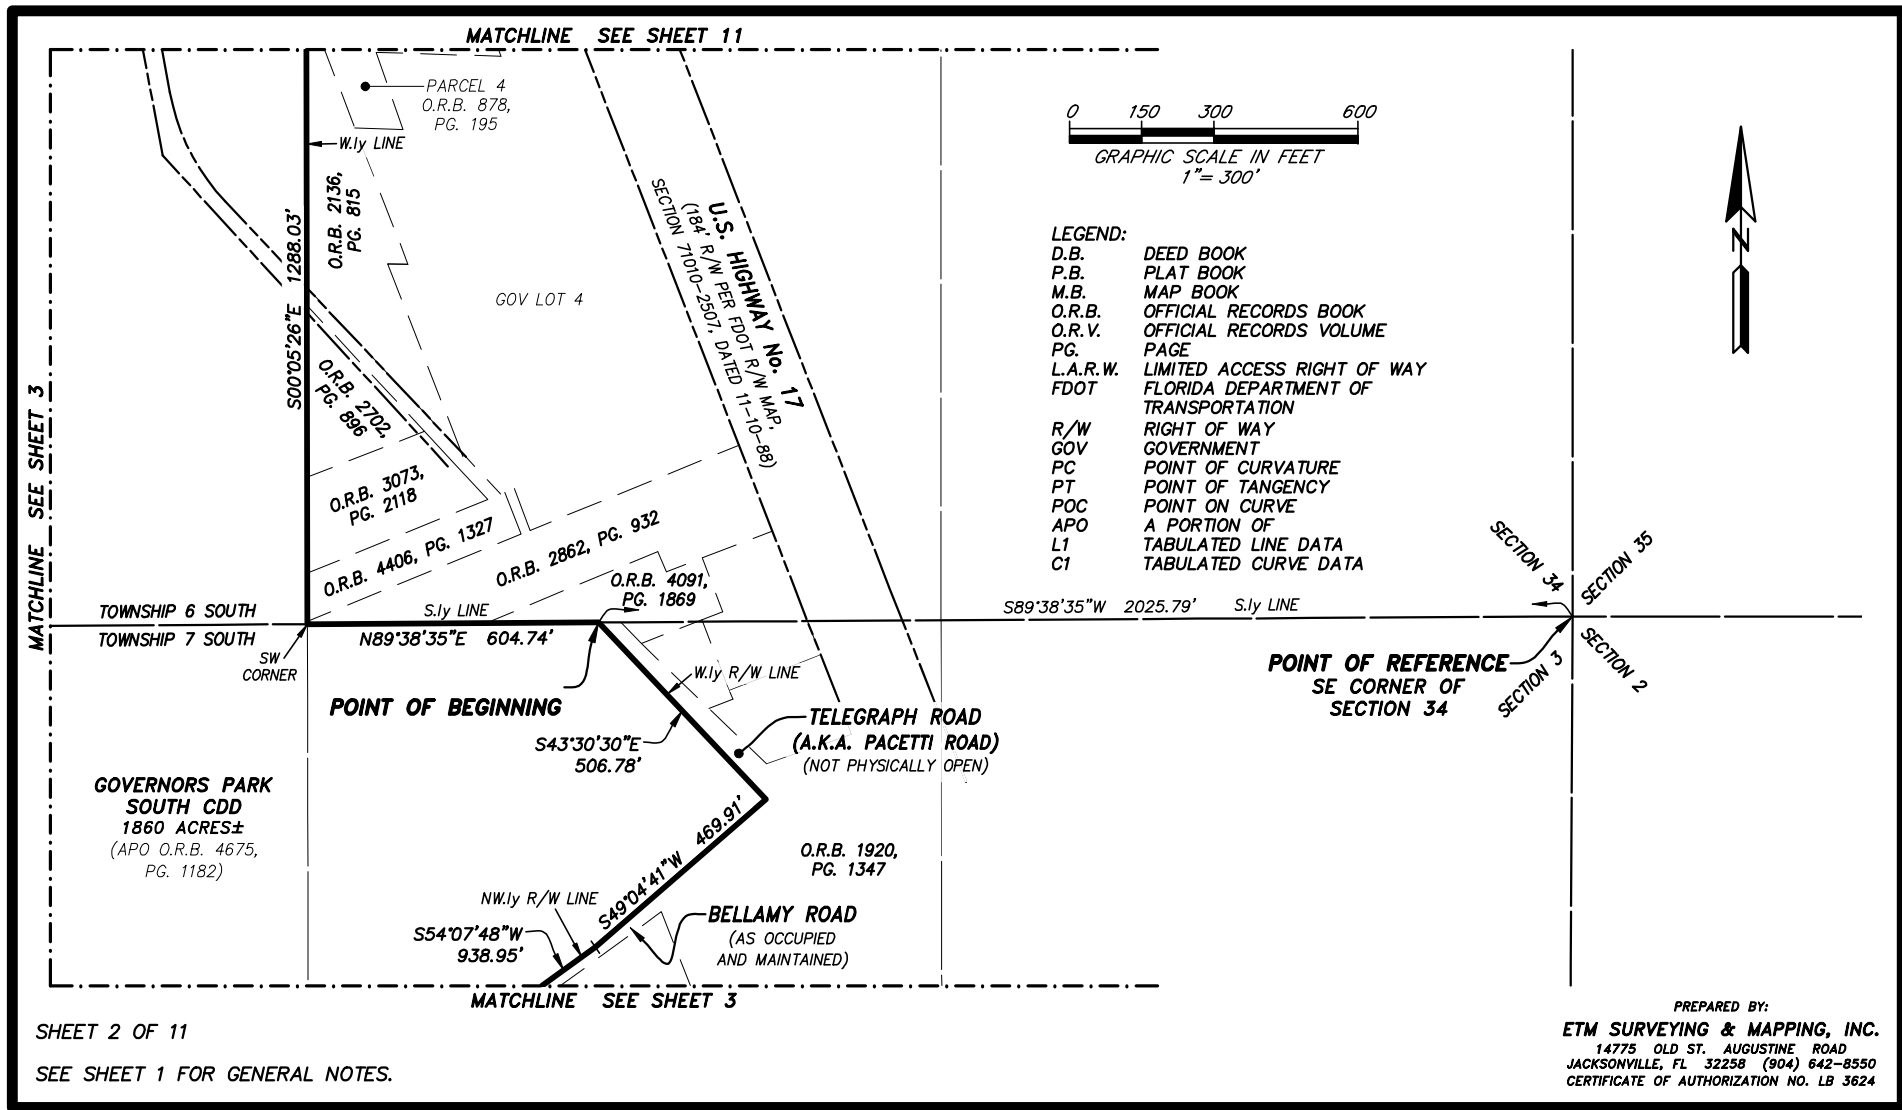 MATCHLINE SEE SHEET 11
PARCEL 4
O.R.B. 878,
PG. 195
W.ly LINE
O.R.B. 2136,
PG. 815
S00°05'26"E 1288.03'
GOV LOT 4
U.S. HIGHWAY No. 17
(184' R/W PER FDOT R/W MAP,
SECTION 71010-2507, DATED 11-10-88)
0 150 300 600
GRAPHIC SCALE IN FEET
1"= 300'
N
LEGEND:
D.B. DEED BOOK
P.B. PLAT BOOK
M.B. MAP BOOK
O.R.B. OFFICIAL RECORDS BOOK
O.R.V. OFFICIAL RECORDS VOLUME
PG. PAGE
L.A.R.W. LIMITED ACCESS RIGHT OF WAY
FDOT FLORIDA DEPARTMENT OF
TRANSPORTATION
R/W RIGHT OF WAY
GOV GOVERNMENT
PC POINT OF CURVATURE
PT POINT OF TANGENCY
POC POINT ON CURVE
APO A PORTION OF
L1 TABULATED LINE DATA
C1 TABULATED CURVE DATA
MATCHLINE SEE SHEET 3
O.R.B. 2702,
PG. 896
O.R.B. 3073,
PG. 2118
O.R.B. 4406, PG. 1327
O.R.B. 2862, PG. 932
O.R.B. 4091,
PG. 1869
S.ly LINE
TOWNSHIP 6 SOUTH
TOWNSHIP 7 SOUTH
SW
CORNER
N89°38'35"E 604.74'
S89°38'35"W 2025.79' S.ly LINE
SECTION 34
SECTION 35
SECTION 3
SECTION 2
POINT OF REFERENCE
SE CORNER OF
SECTION 34
POINT OF BEGINNING
W.ly R/W LINE
S43°30'30"E
506.78'
TELEGRAPH ROAD
(A.K.A. PACETTI ROAD)
(NOT PHYSICALLY OPEN)
GOVERNORS PARK
SOUTH CDD
1860 ACRES±
(APO O.R.B. 4675,
PG. 1182)
S49°04'41"W 469.91'
O.R.B. 1920,
PG. 1347
NW.ly R/W LINE
S54°07'48"W
938.95'
BELLAMY ROAD
(AS OCCUPIED
AND MAINTAINED)
MATCHLINE SEE SHEET 3
SHEET 2 OF 11
SEE SHEET 1 FOR GENERAL NOTES.
PREPARED BY:
ETM SURVEYING & MAPPING, INC.
14775 OLD ST. AUGUSTINE ROAD
JACKSONVILLE, FL 32258 (904) 642-8550
CERTIFICATE OF AUTHORIZATION NO. LB 3624